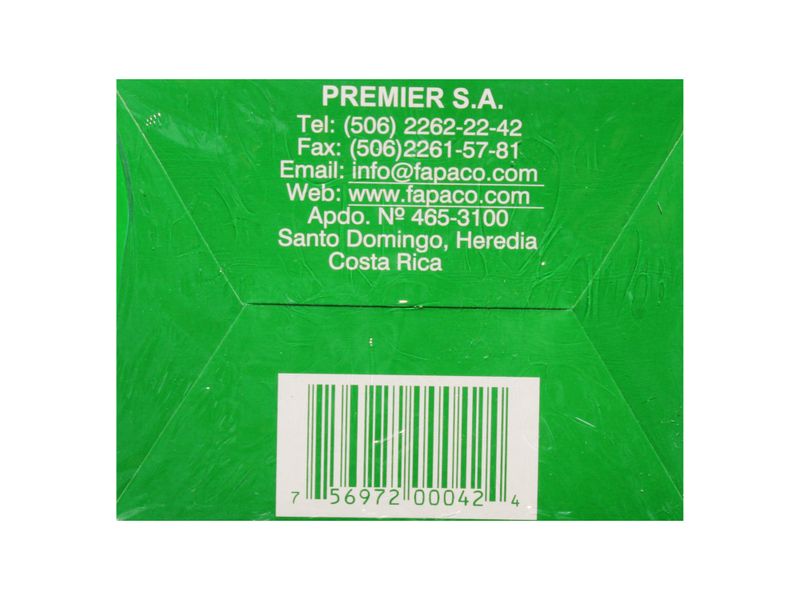 PREMIER S.A.
Tel: (506) 2262-22-42
Fax: (506)2261-57-81
Email: info@fapaco.com
Web: www.fapaco.com
Apdo. Nº 465-3100
Santo Domingo, Heredia
Costa Rica
7 56972 00042 4